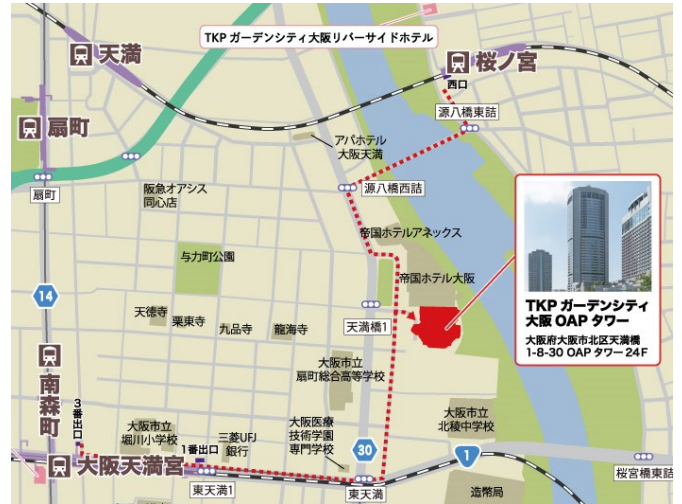 TKP ガーデンシティ大阪リバーサイドホテル
天満
桜ノ宮
西口
源八橋東詰
扇町
アパホテル
大阪天満
扇町
阪急オアシス
同心店
源八橋西詰
帝国ホテルアネックス
与力町公園
帝国ホテル大阪
14
天徳寺
栗東寺
九品寺
龍海寺
天満橋1
TKP ガーデンシティ
大阪 OAP タワー
大阪府大阪市北区天満橋
1-8-30 OAP タワー 24F
大阪市立
扇町総合高等学校
南森町
3番出口
大阪市立
堀川小学校
1番出口
三菱UFJ
銀行
大阪医療
技術学園
専門学校
大阪市立
北稜中学校
30
1
大阪天満宮
東天満1
東天満
造幣局
桜宮橋東詰